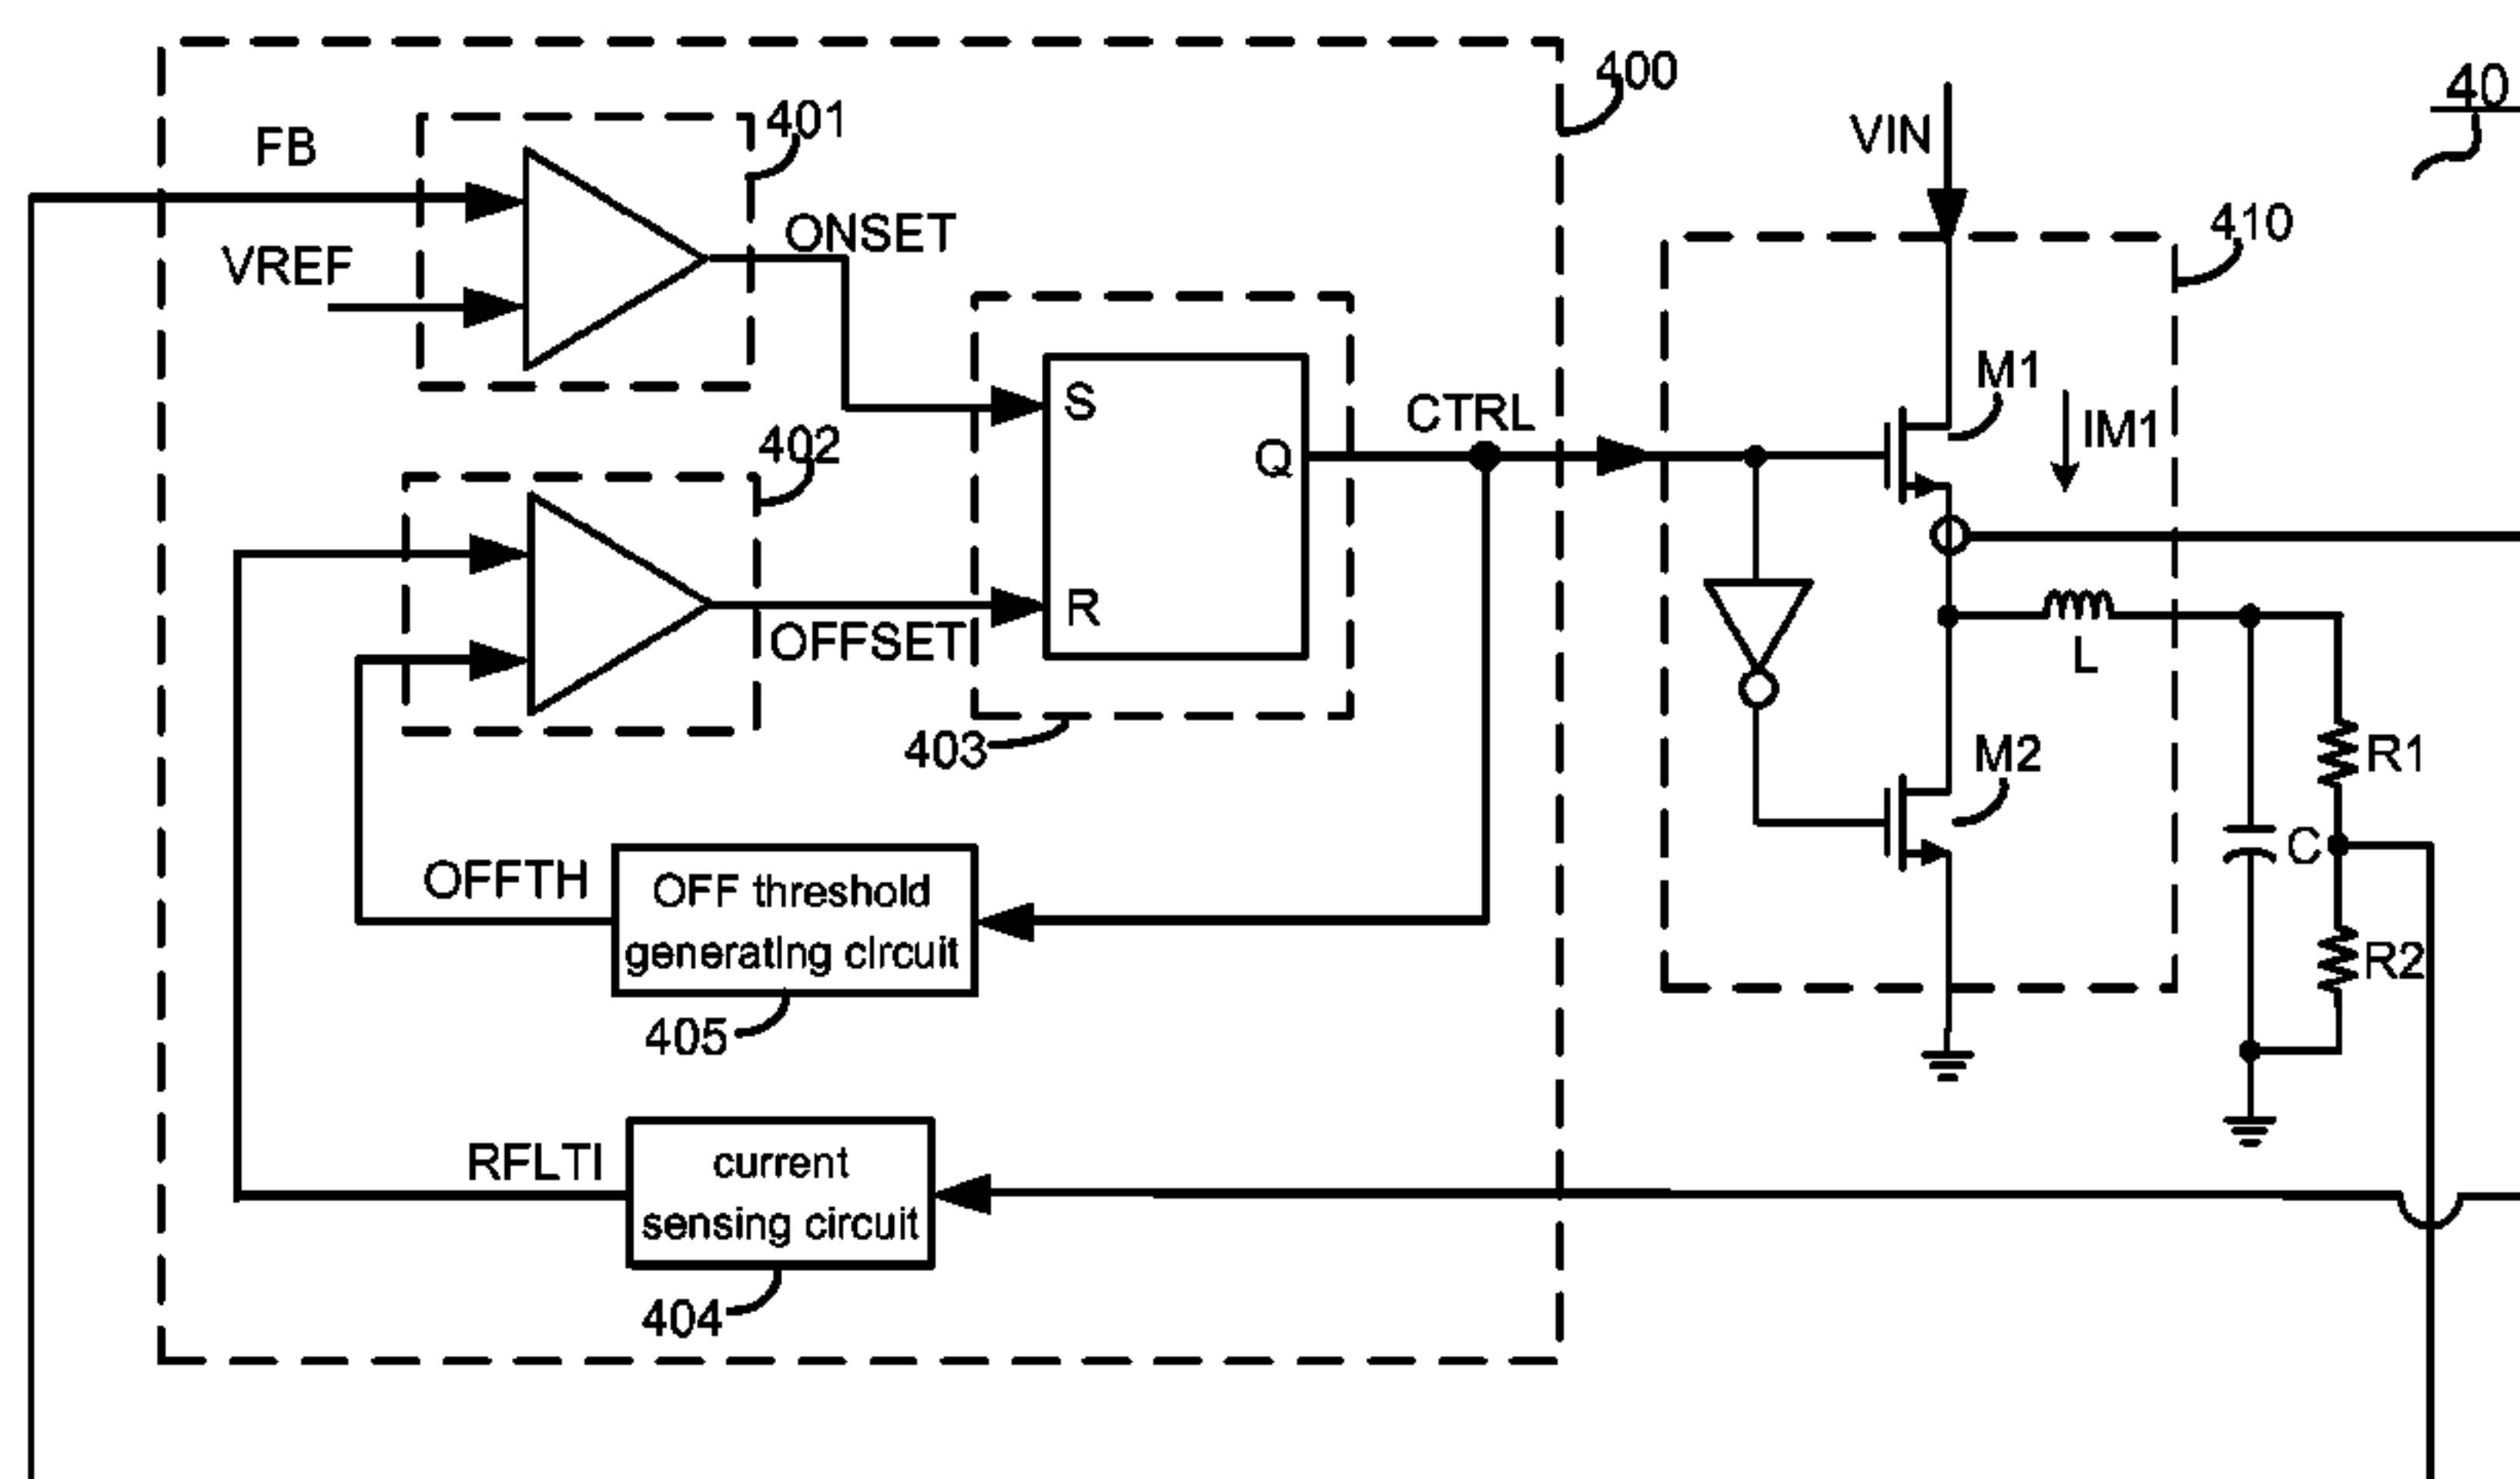 400
40
401
FB
VIN
410
ONSET
VREF
M1
S
CTRL
IM1
402
Q
R
OFFSET
L
403
M2
R1
C
OFFTH
OFF threshold
generating circuit
R2
405
RFLTI
current
sensing circuit
404